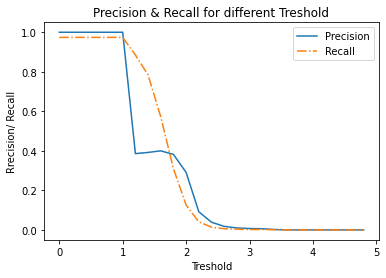 Precision & Recall for different Treshold
Precision
Recall
Rrecision/ Recall
1.0
0.8
0.6
0.4
0.2
0.0
0
1
2
3
4
5
Treshold